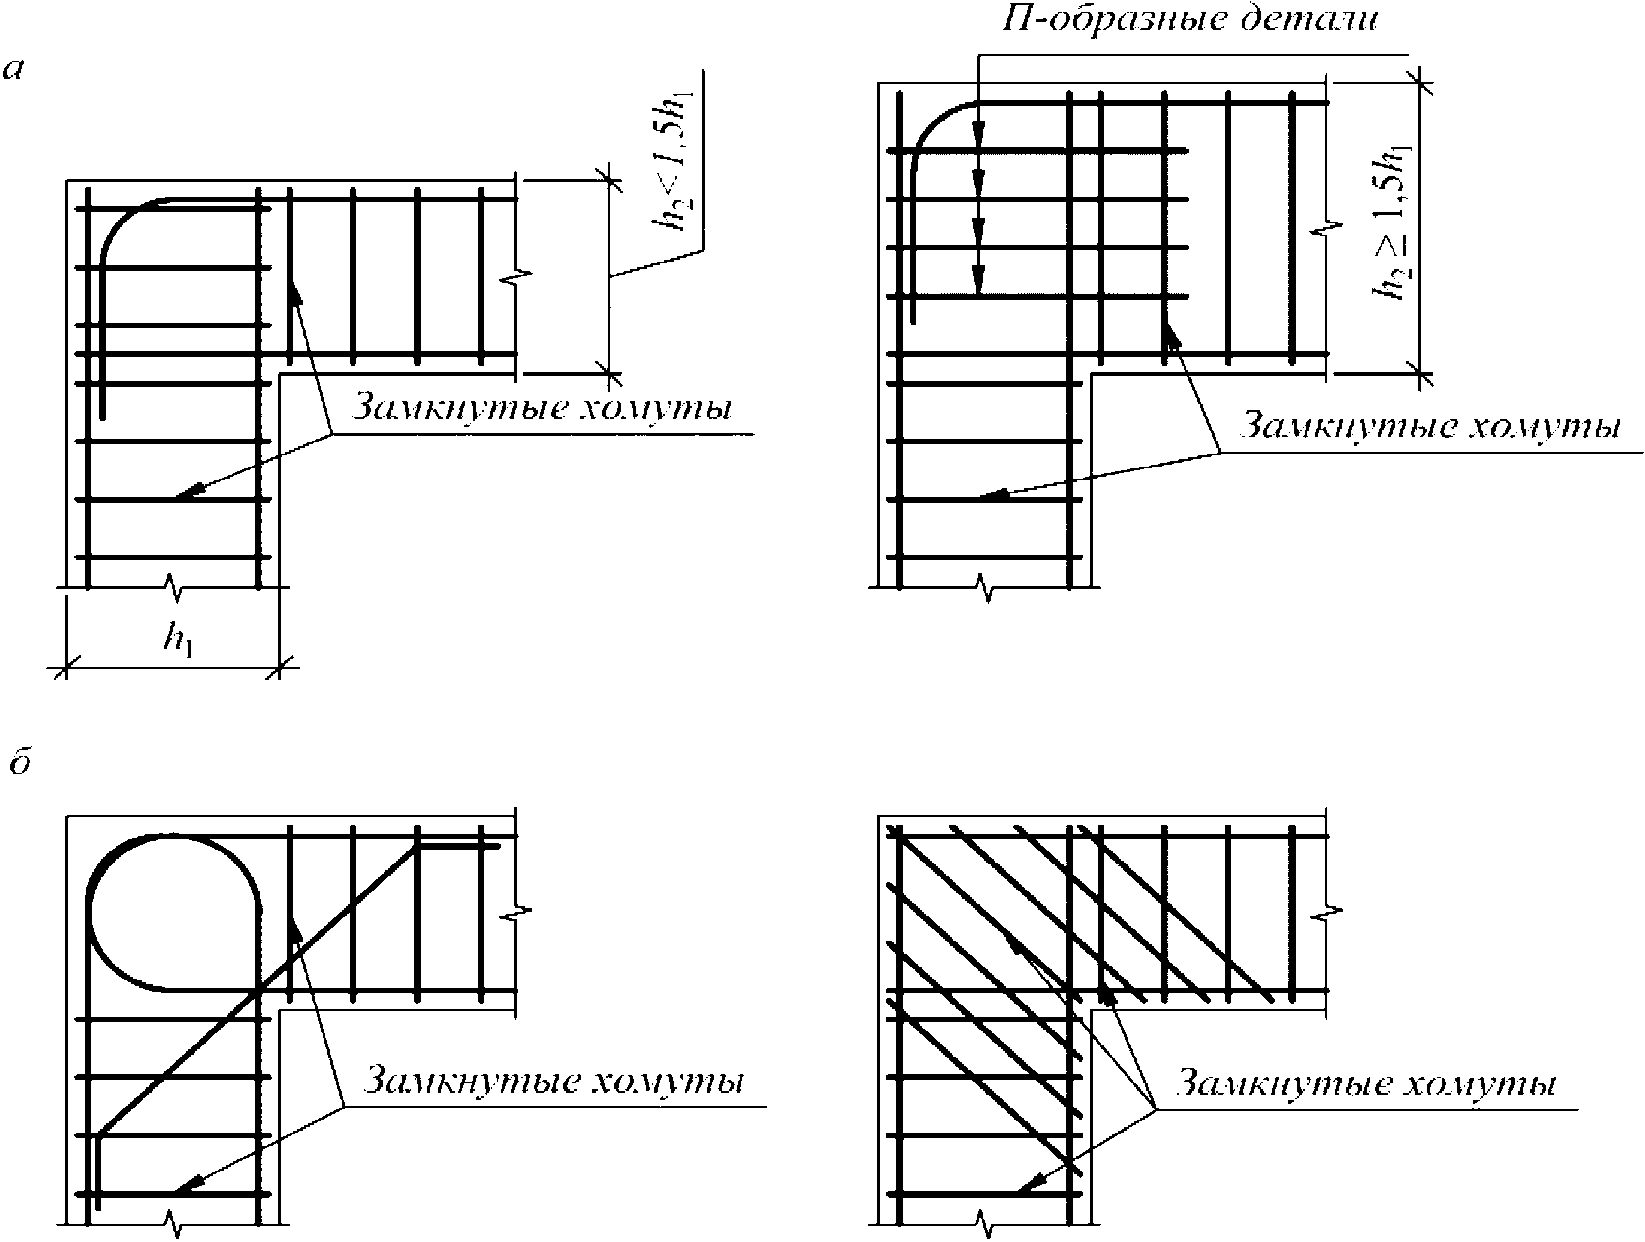 П-образные детали
а
h₂<1,5h₁
h₂ ≥ 1,5h₁
Замкнутые хомуты
Замкнутые хомуты
h₁
б
Замкнутые хомуты
Замкнутые хомуты